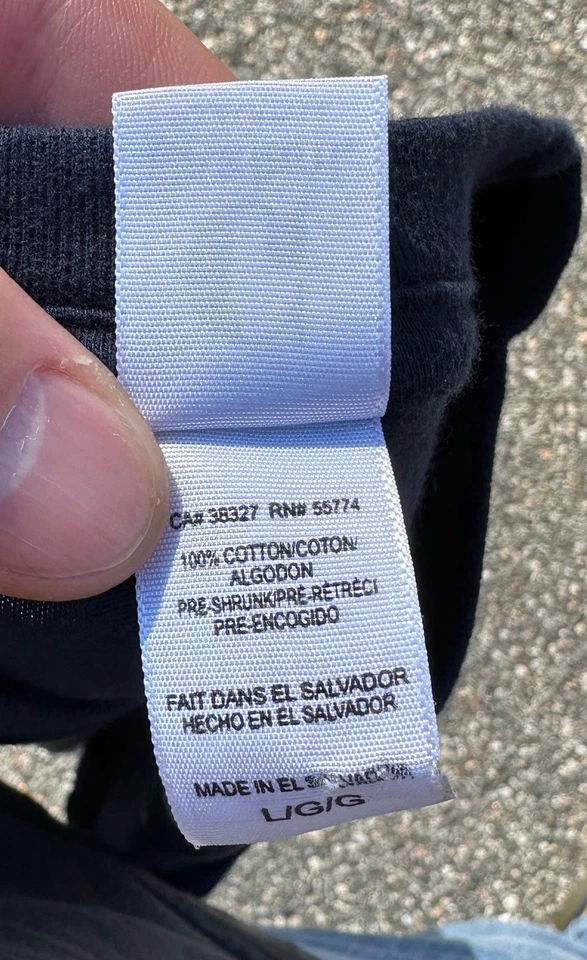 CA# 38327 RN# 55774
100% COTTON/COTON/
ALGODON
PRE-SHRUNK/PRÉ-RÉTRÉCI
PRE-ENCOGIDO
FAIT DANS EL SALVADOR
HECHO EN EL SALVADOR
MADE IN EL
L/G/G